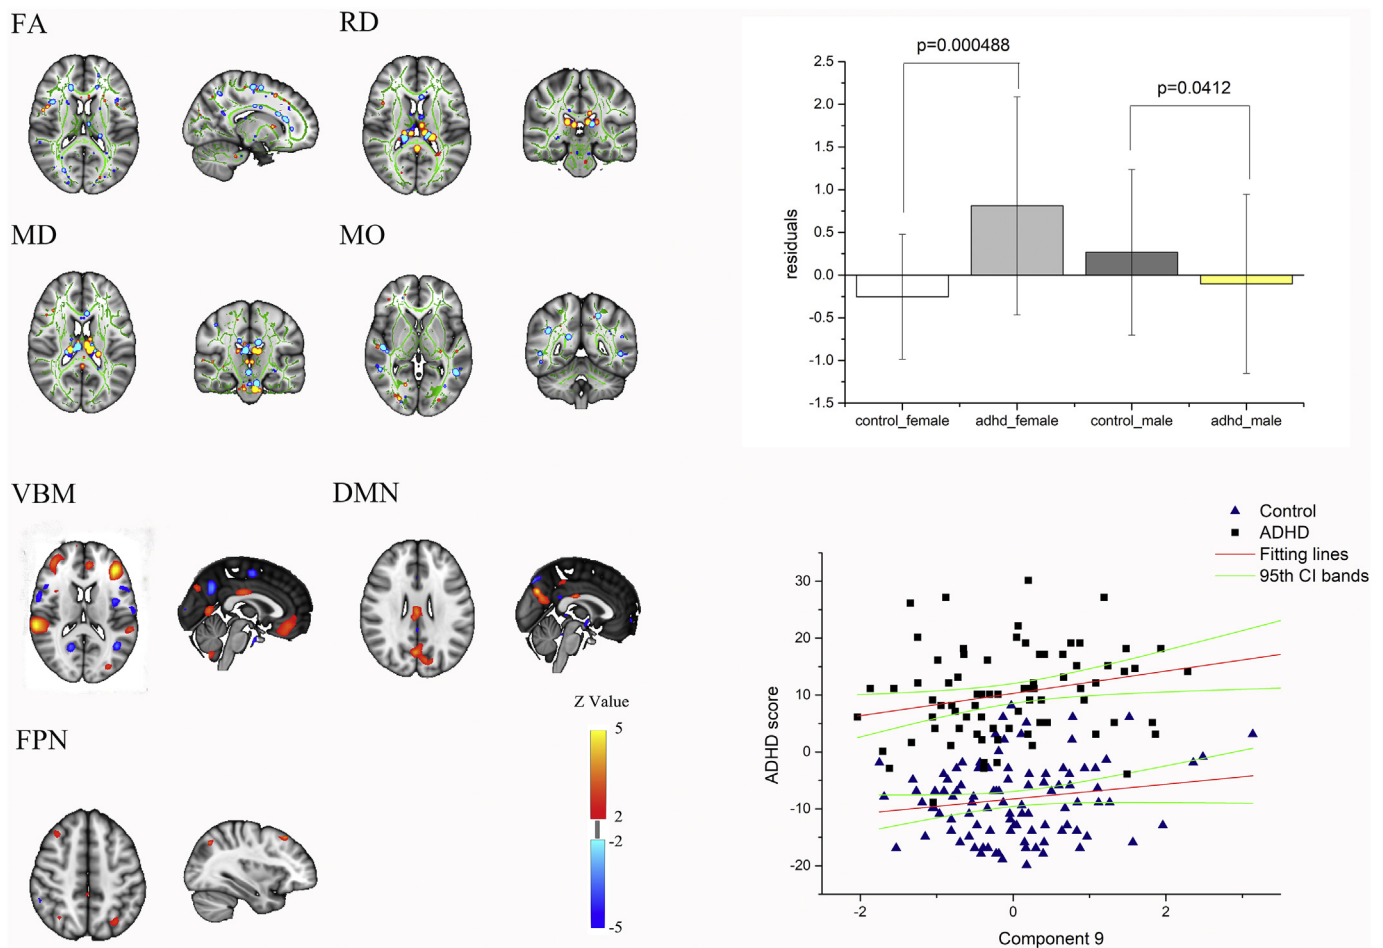 FA
RD
MD
MO
p=0.000488
p=0.0412
2.5
2.0
1.5
1.0
0.5
0.0
-0.5
-1.0
-1.5
residuals
control_female
adhd_female
control_male
adhd_male
VBM
DMN
FPN
Z Value
5
2
-2
-5
Control
ADHD
Fitting lines
95th CI bands
30
20
10
0
-10
-20
ADHD score
-2
0
2
Component 9